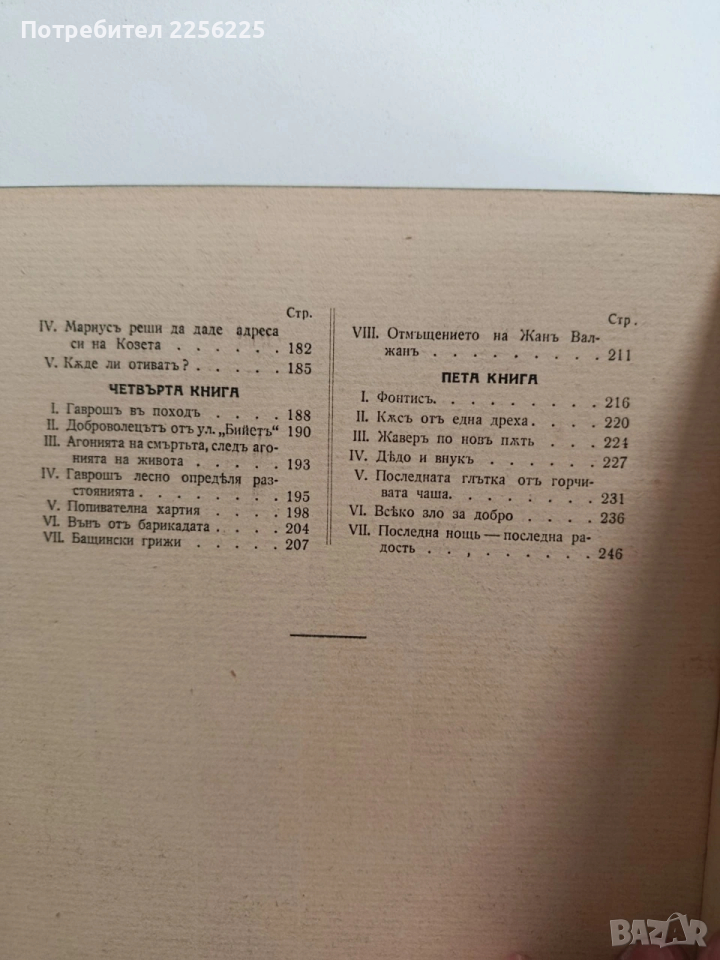 Потребител 2256225
Стр.
IV. Мариусъ реши да даде адреса
си на Козета . . . . . . 182
V. Кѫде ли отиватъ? . . . . . 185
ЧЕТВЪРТА КНИГА
I. Гаврошъ въ походъ . . . . . 188
II. Доброволецътъ отъ ул. „Бийетъ“ 190
III. Агонията на смъртьта, следъ аго-
нията на живота . . . . . 193
IV. Гаврошъ лесно опредѣля раз-
стоянията . . . . . . . . 195
V. Попивателна хартия . . . . 198
VI. Вънъ отъ барикадата . . . . 204
VII. Бащински грижи . . . . . 207
Стр.
VIII. Отмъщението на Жанъ Вал-
жанъ . . . . . . . . . 211
ПЕТА КНИГА
I. Фонтисъ . . . . . . . . 216
II. Кѫсъ отъ една дреха . . . . 220
III. Жаверъ по новъ пѫть . . . . 224
IV. Дѣдо и внукъ . . . . . . 227
V. Последната глътка отъ горчи-
вата чаша . . . . . . . . 231
VI. Всѣко зло за добро . . . . . 236
VII. Последна нощь — последна ра-
дость . . , . . . . . . 246
BAZAR